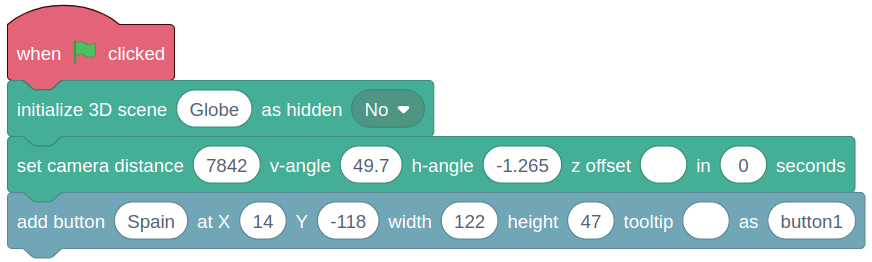 when clicked
initialize 3D scene Globe as hidden No
set camera distance 7842 v-angle 49.7 h-angle -1.265 z offset in 0 seconds
add button Spain at X 14 Y -118 width 122 height 47 tooltip as button1